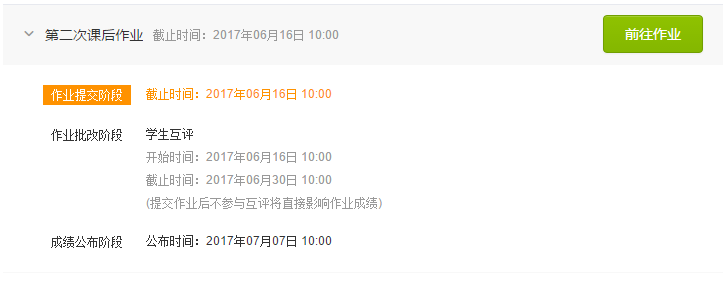 第二次课后作业 截止时间：2017年06月16日 10:00 前往作业
作业提交阶段 截止时间：2017年06月16日 10:00
作业批改阶段 学生互评
开始时间：2017年06月16日 10:00
截止时间：2017年06月30日 10:00
(提交作业后不参与互评将直接影响作业成绩)
成绩公布阶段 公布时间：2017年07月07日 10:00